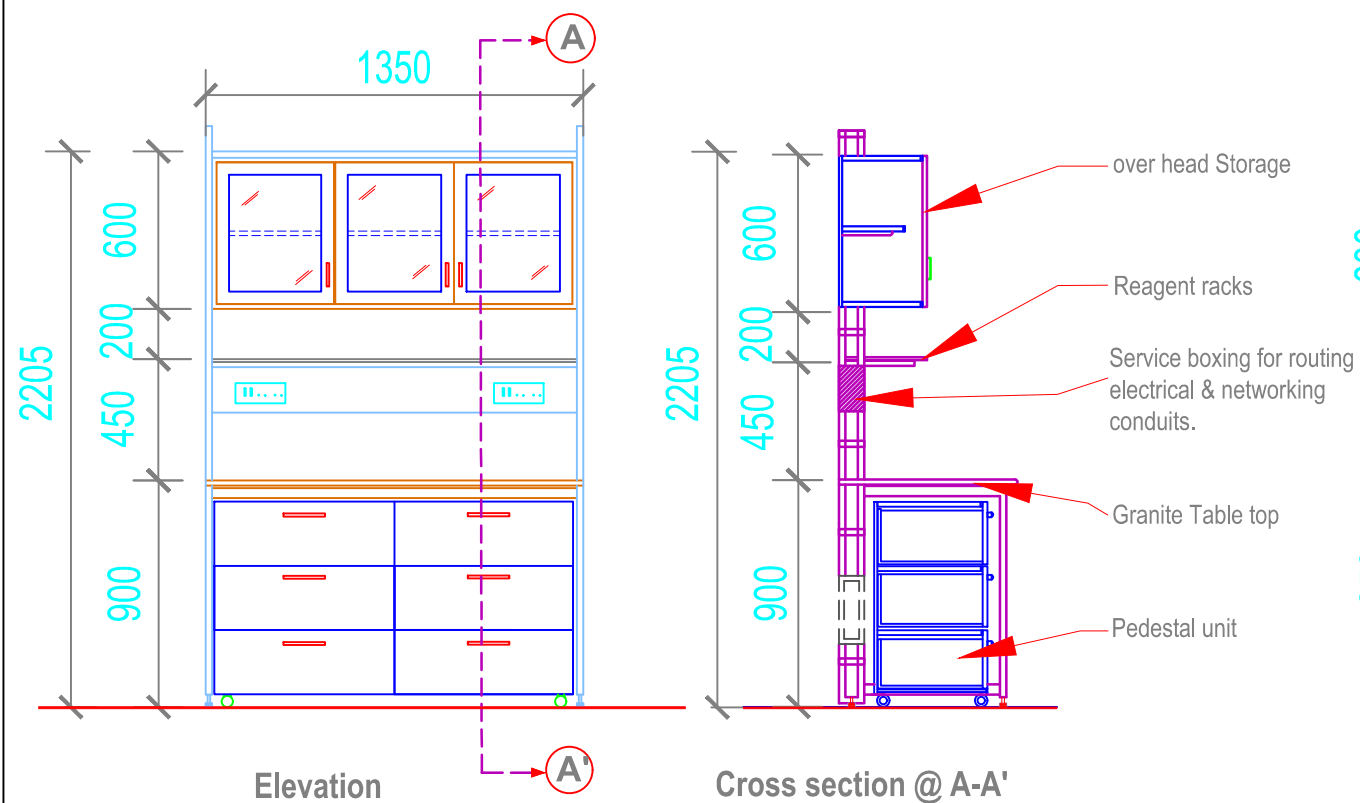 A
1350
600
200
2205
450
900
A'
Elevation
600
200
2205
450
900
over head Storage
Reagent racks
Service boxing for routing
electrical & networking
conduits.
Granite Table top
Pedestal unit
Cross section @ A-A'